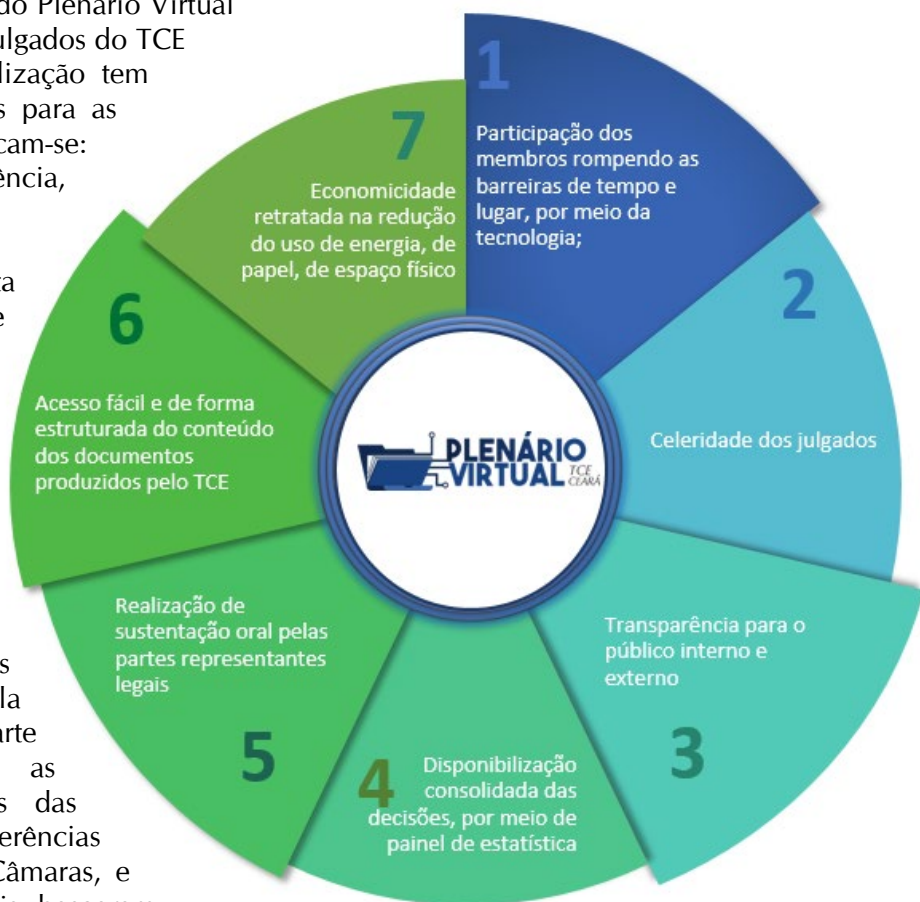 do Plenário Virtual
ulgados do TCE
lização tem
s para as
cam-se:
ência,
ta
e
s
la
arte
as
s das
erências
Câmaras, e
1
Participação dos
membros rompendo as
barreiras de tempo e
lugar, por meio da
tecnologia;
2
Celeridade dos julgados
Transparência para o
público interno e
externo
3
4
Disponibilização
consolidada das
decisões, por meio de
painel de estatística
Realização de
sustentação oral pelas
partes representantes
legais
5
6
Acesso fácil e de forma
estruturada do conteúdo
dos documentos
produzidos pelo TCE
7
Economicidade
retratada na redução
do uso de energia, de
papel, de espaço físico
PLENÁRIO
VIRTUAL TCE
CEARÁ